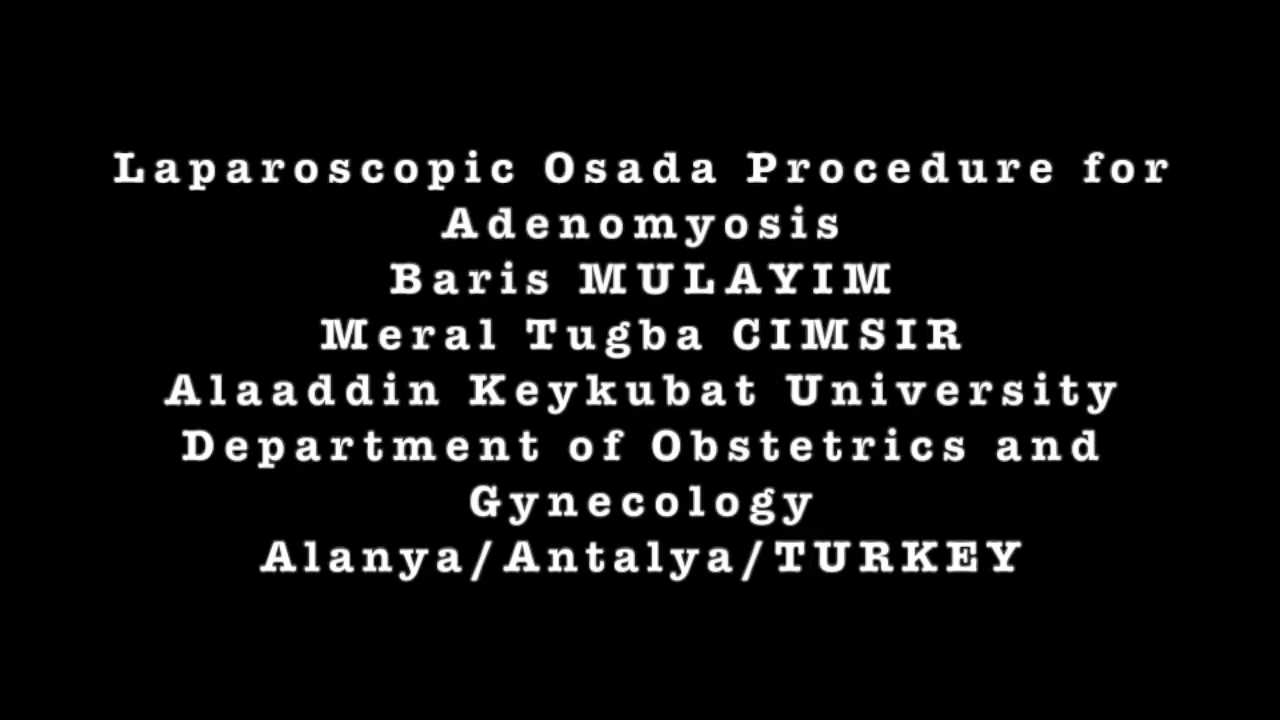 Laparoscopic Osada Procedure for
Adenomyosis
Baris MULAYIM
Meral Tugba CIMSIR
Alaaddin Keykubat University
Department of Obstetrics and
Gynecology
Alanya/Antalya/TURKEY